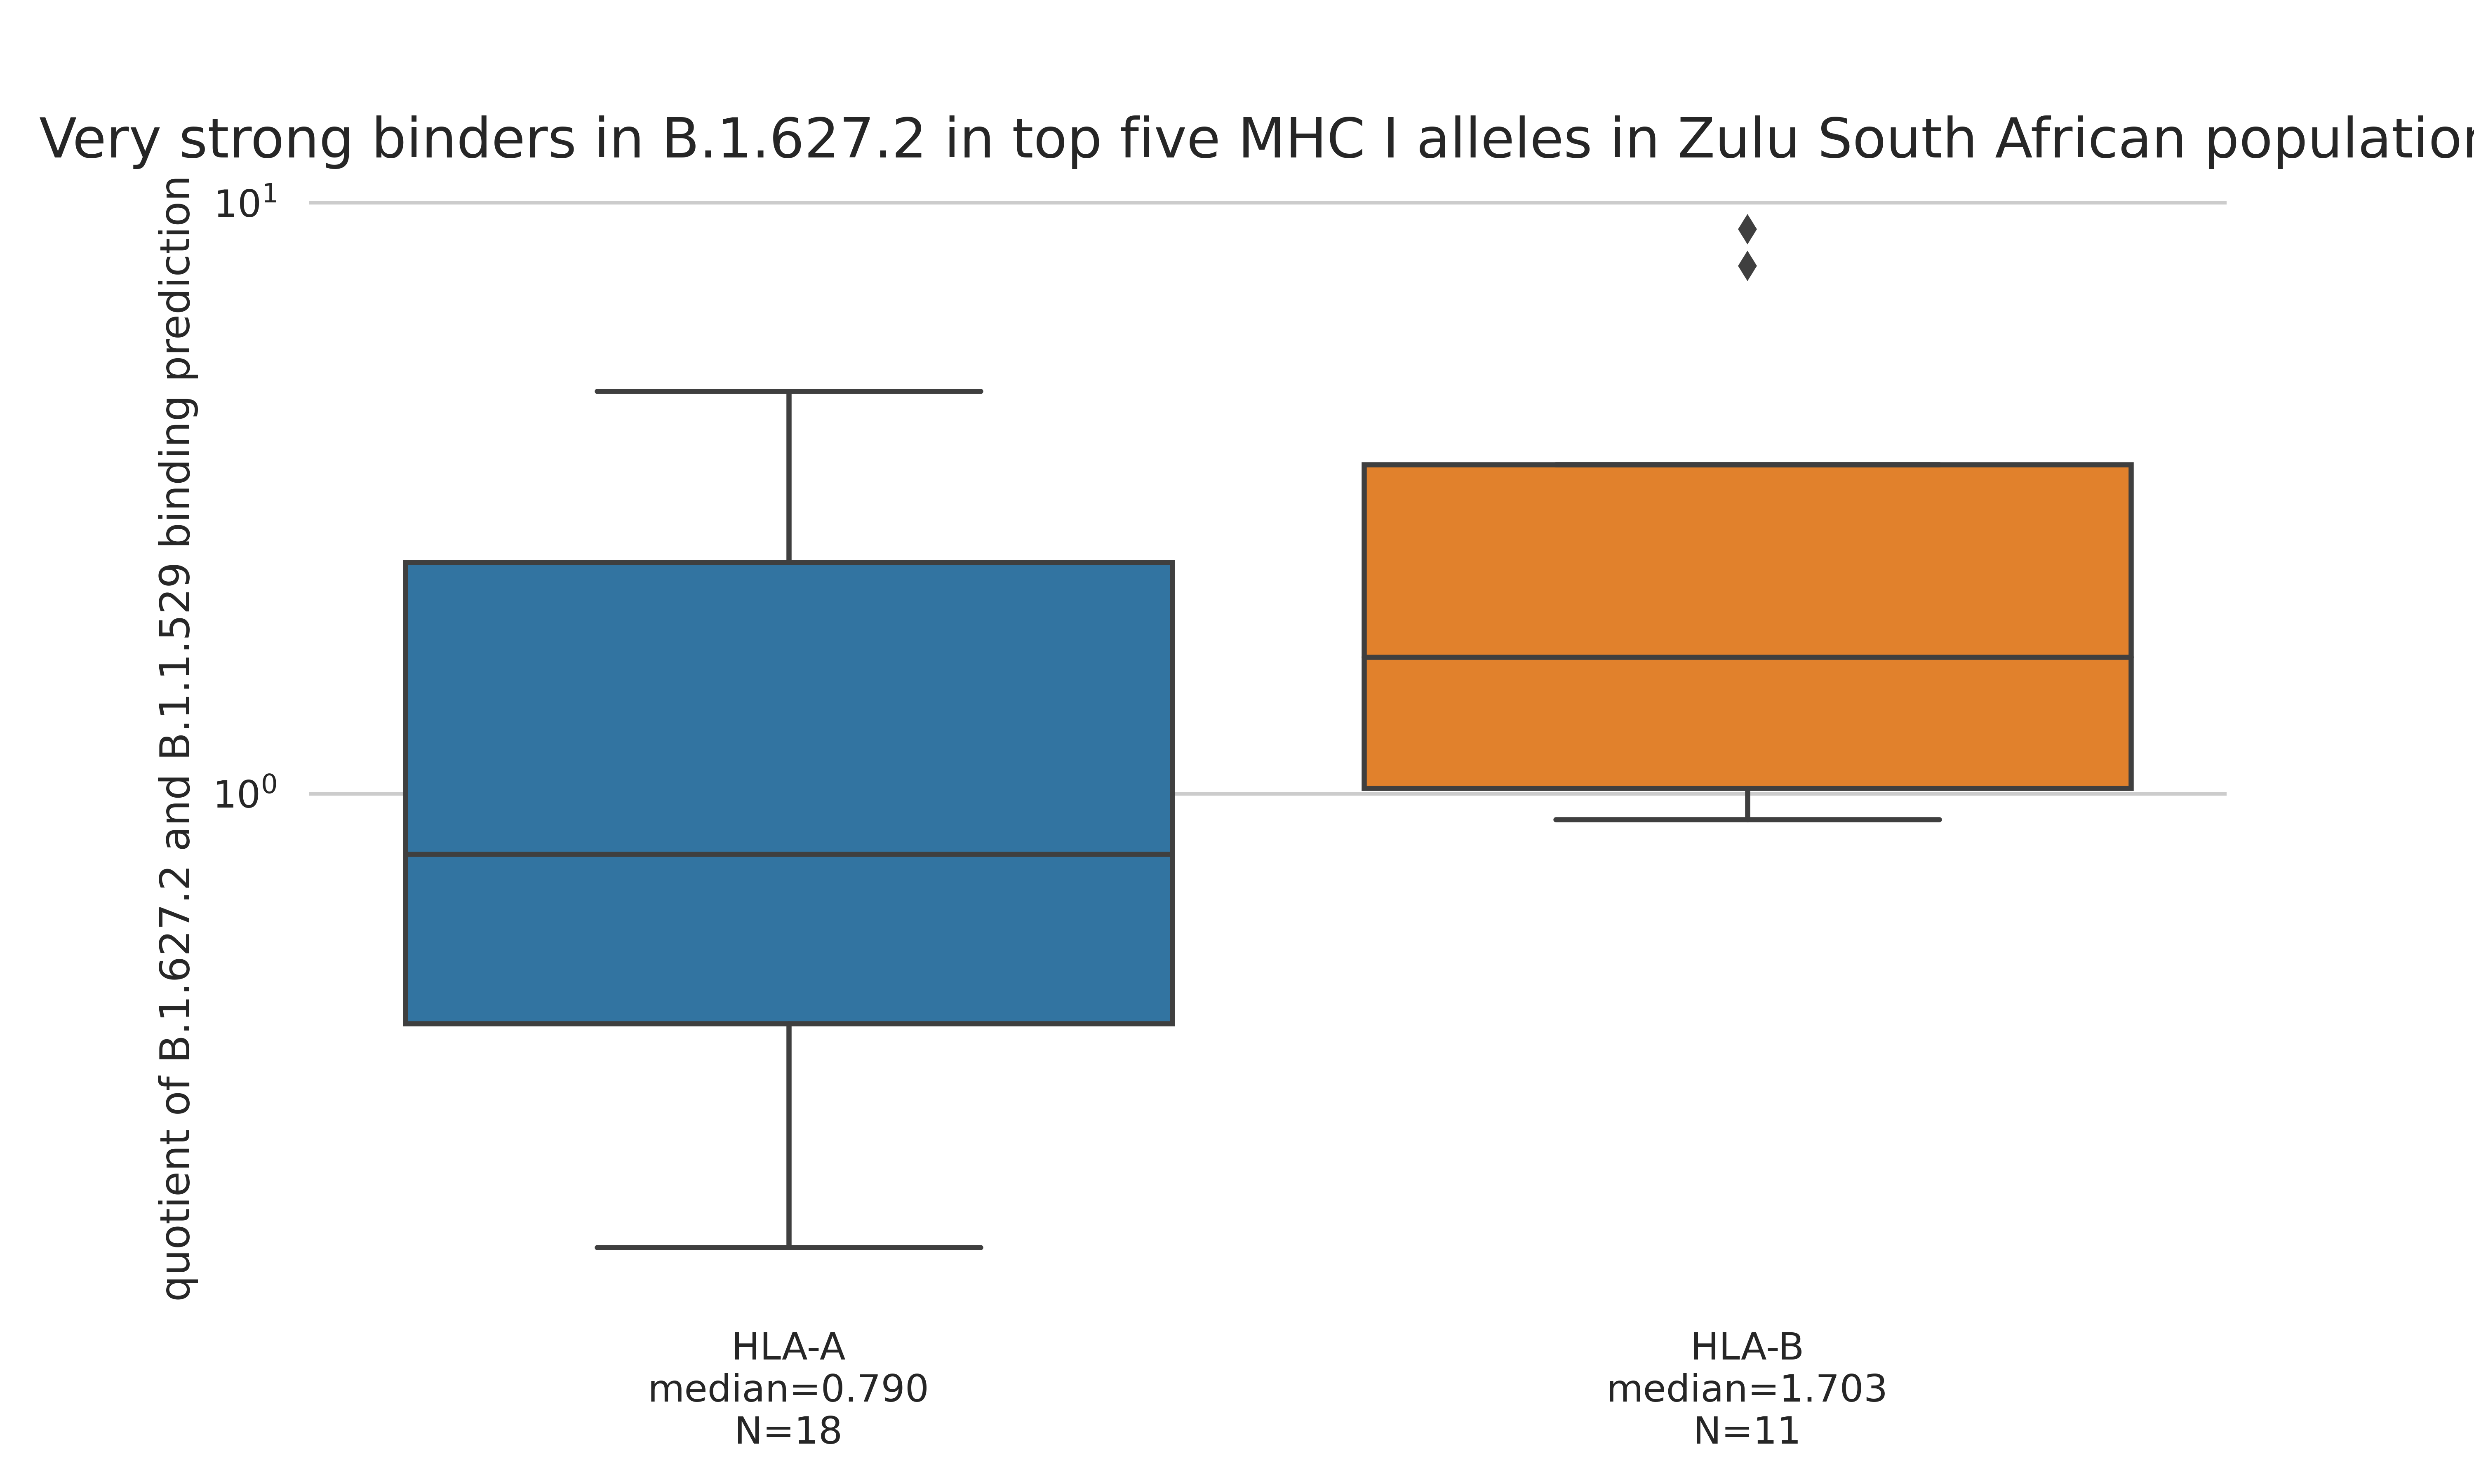 Very strong binders in B.1.627.2 in top five MHC I alleles in Zulu South African population
quotient of B.1.627.2 and B.1.1.529 binding prediction
10¹
10⁰
HLA-A
median=0.790
N=18
HLA-B
median=1.703
N=11